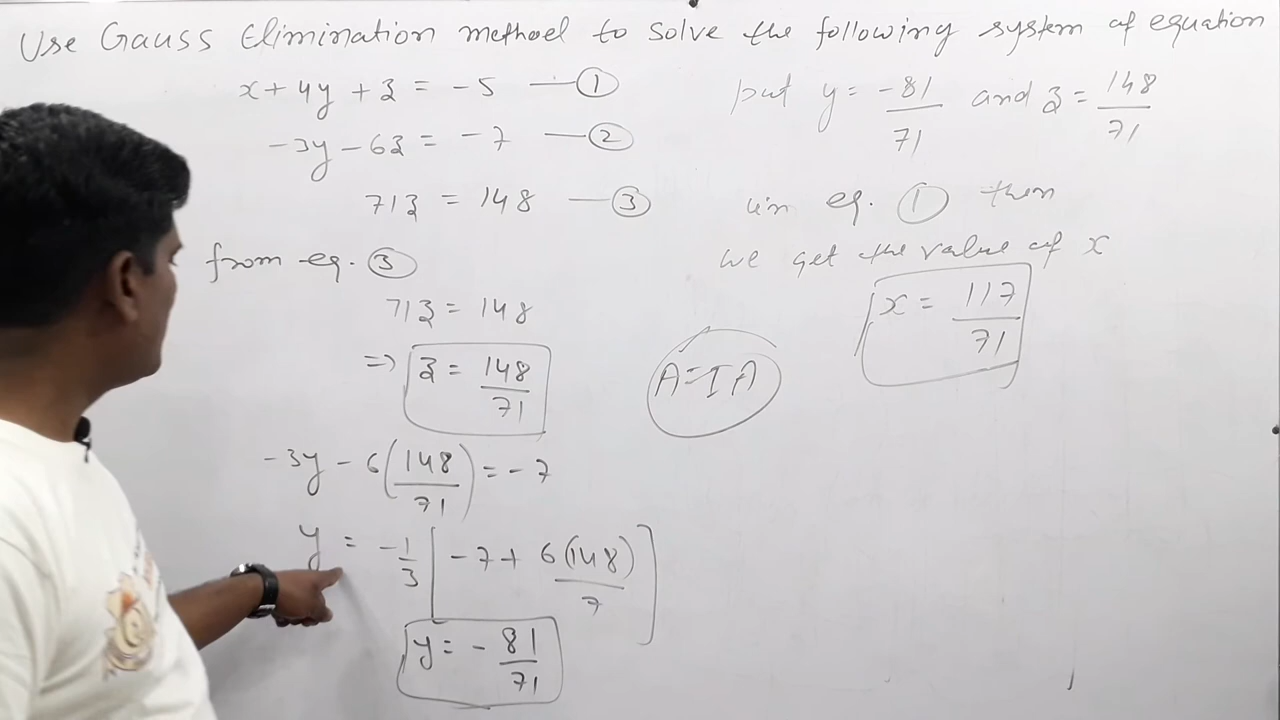 Use Gauss Elimination method to solve the following system of equation
x + 4y + z = -5 —(1)
-3y - 6z = -7 —(2)
71z = 148 —(3)
from eq. (3)
71z = 148
=> z = 148/71
-3y - 6(148/71) = -7
y = -1/3 [-7 + 6(148)/7]
y = -81/71
put y = -81/71 and z = 148/71
in eq. (1) then
we get the value of x
x = 117/71
A = IA